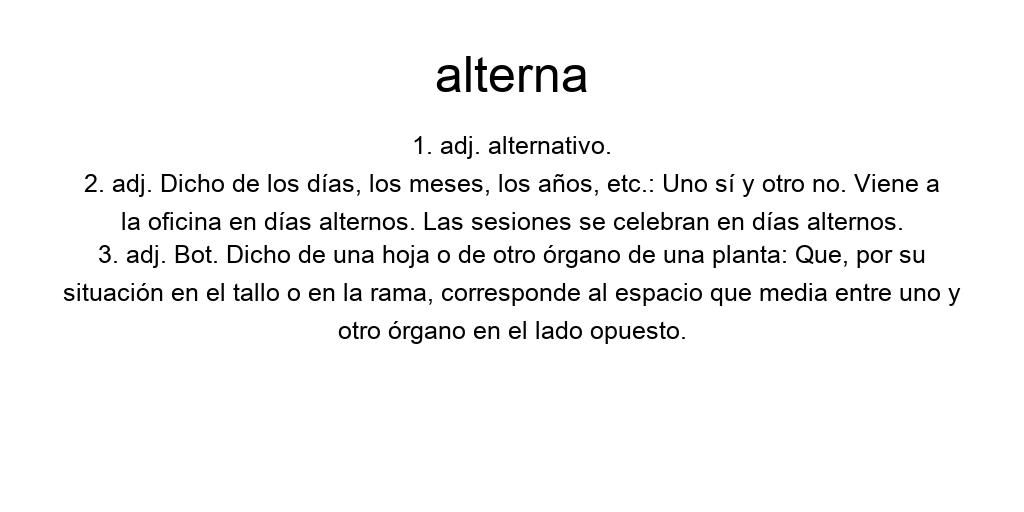 alterna
1. adj. alternativo.
2. adj. Dicho de los días, los meses, los años, etc.: Uno sí y otro no. Viene a
la oficina en días alternos. Las sesiones se celebran en días alternos.
3. adj. Bot. Dicho de una hoja o de otro órgano de una planta: Que, por su
situación en el tallo o en la rama, corresponde al espacio que media entre uno y
otro órgano en el lado opuesto.